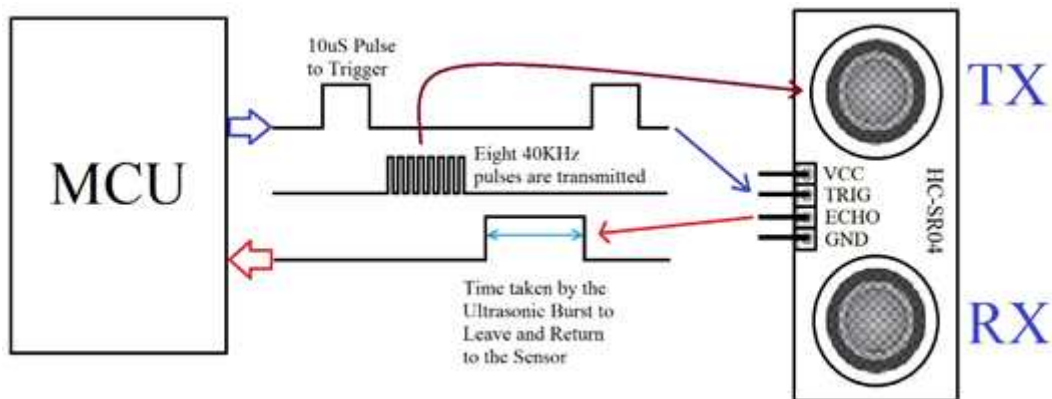 MCU
10uS Pulse
to Trigger
Eight 40KHz
pulses are transmitted
Time taken by the
Ultrasonic Burst to
Leave and Return
to the Sensor
VCC
TRIG
ECHO
GND
HC-SR04
TX
RX